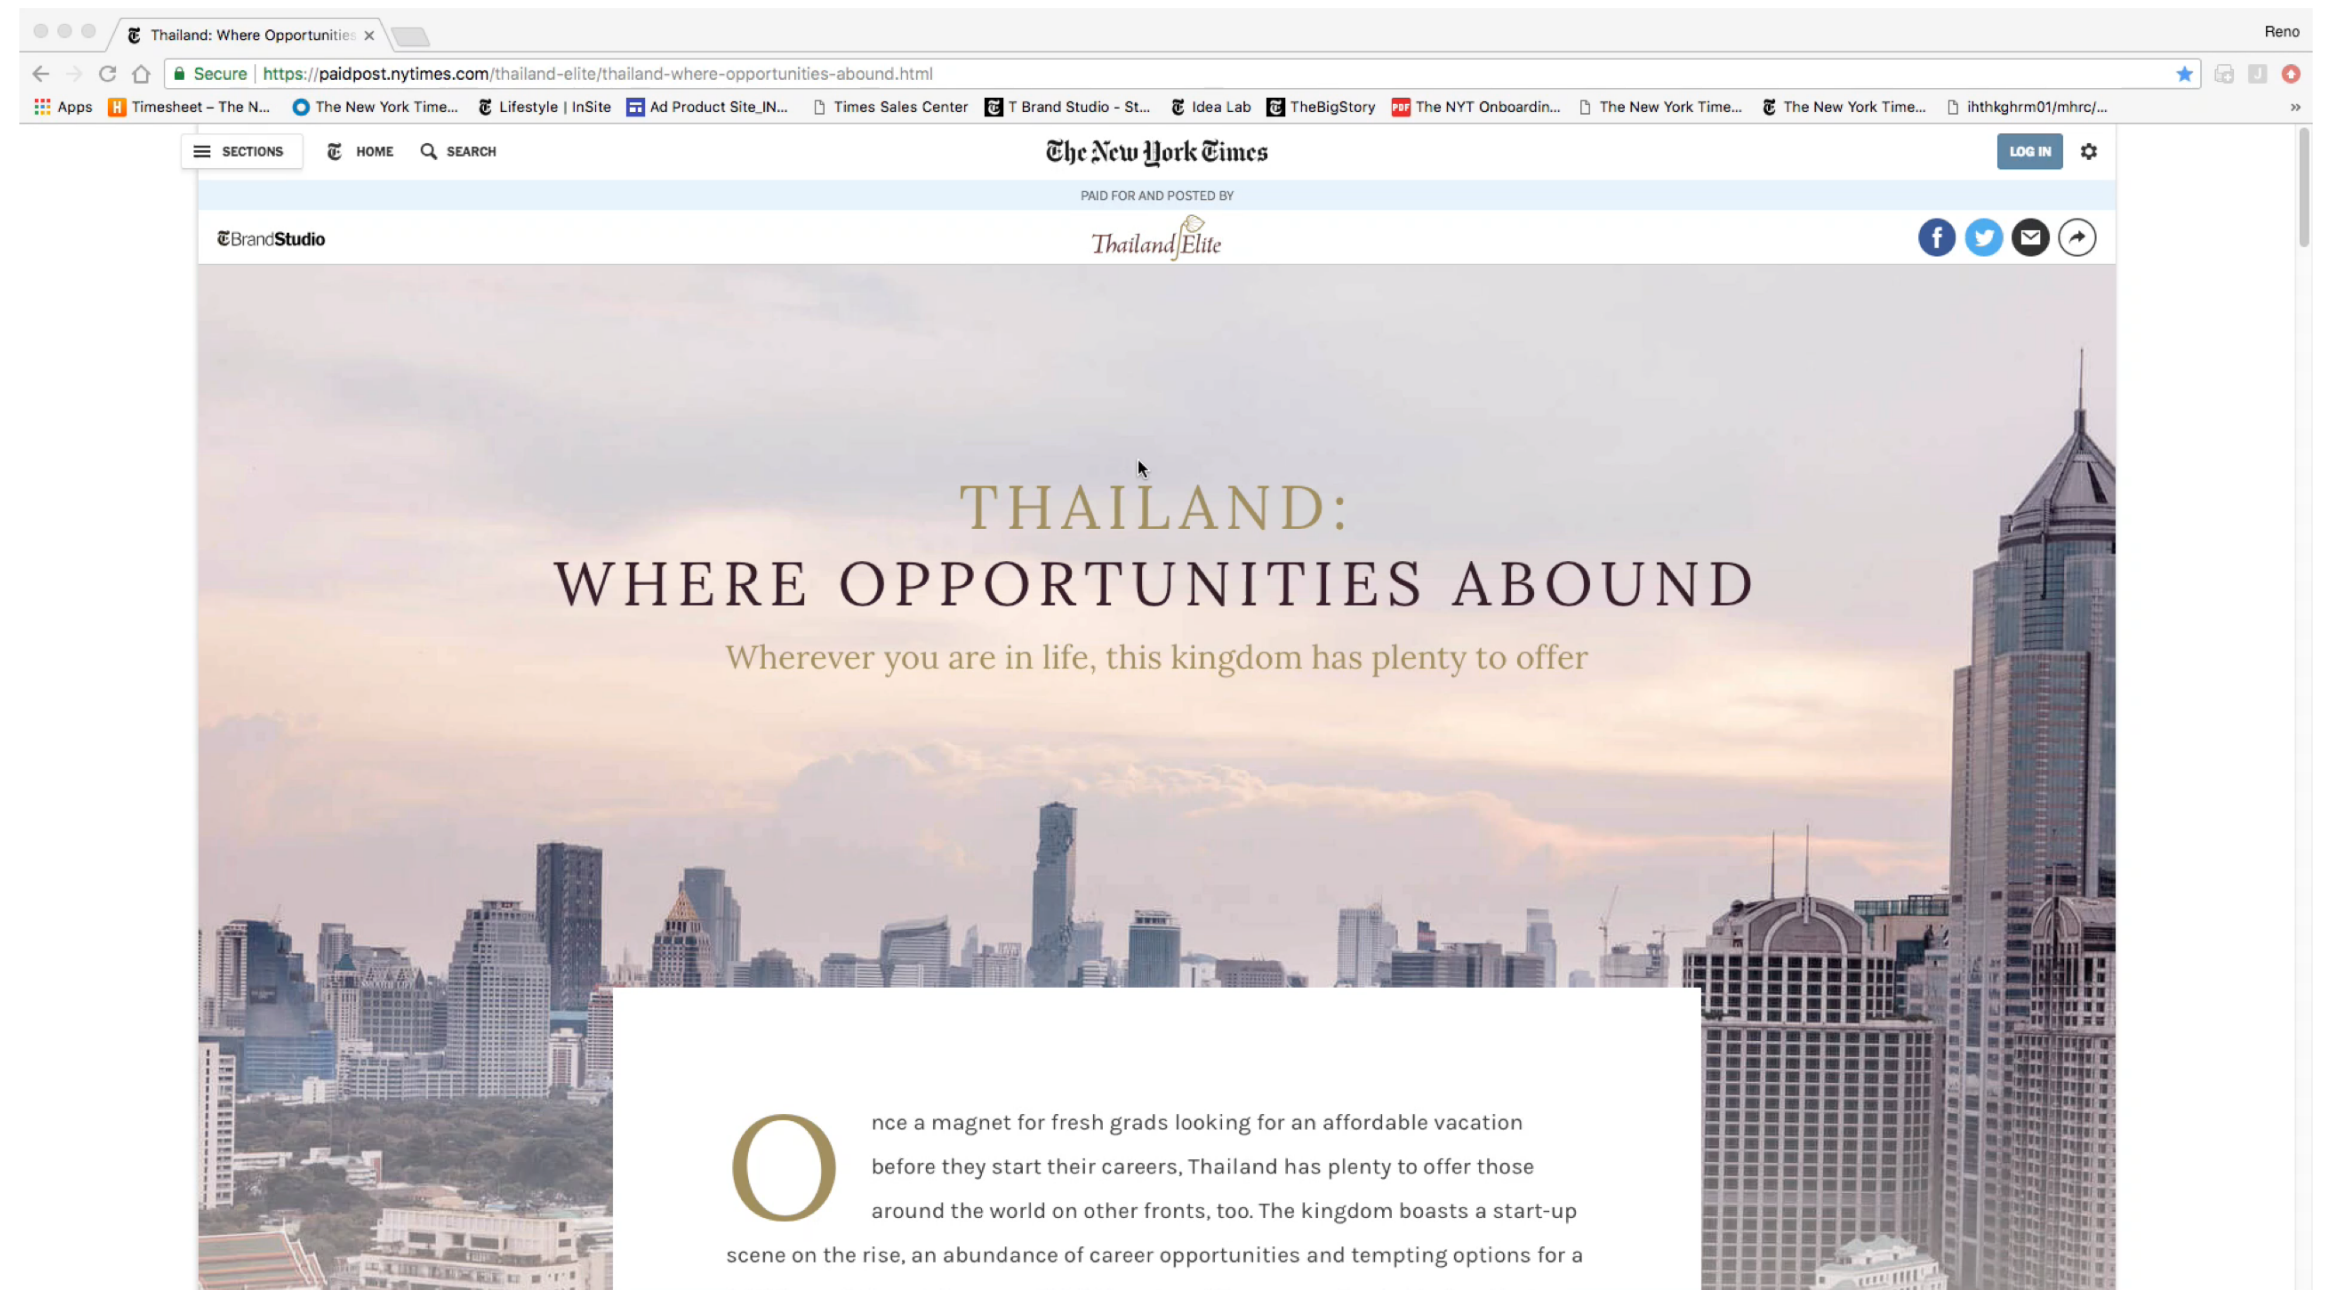 Thailand: Where Opportunities
Reno
Secure https://paidpost.nytimes.com/thailand-elite/thailand-where-opportunities-abound.html
Apps Timesheet – The N... The New York Time... Lifestyle | InSite Ad Product Site_IN... Times Sales Center T Brand Studio - St... Idea Lab TheBigStory PDF The NYT Onboardin... The New York Time... The New York Time... ihthkghrm01/mhrc/...
SECTIONS HOME SEARCH The New York Times LOG IN
PAID FOR AND POSTED BY
T BrandStudio Thailand Elite
THAILAND:
WHERE OPPORTUNITIES ABOUND
Wherever you are in life, this kingdom has plenty to offer
Once a magnet for fresh grads looking for an affordable vacation
before they start their careers, Thailand has plenty to offer those
around the world on other fronts, too. The kingdom boasts a start-up
scene on the rise, an abundance of career opportunities and tempting options for a